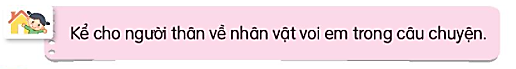 Kể cho người thân về nhân vật voi em trong câu chuyện.